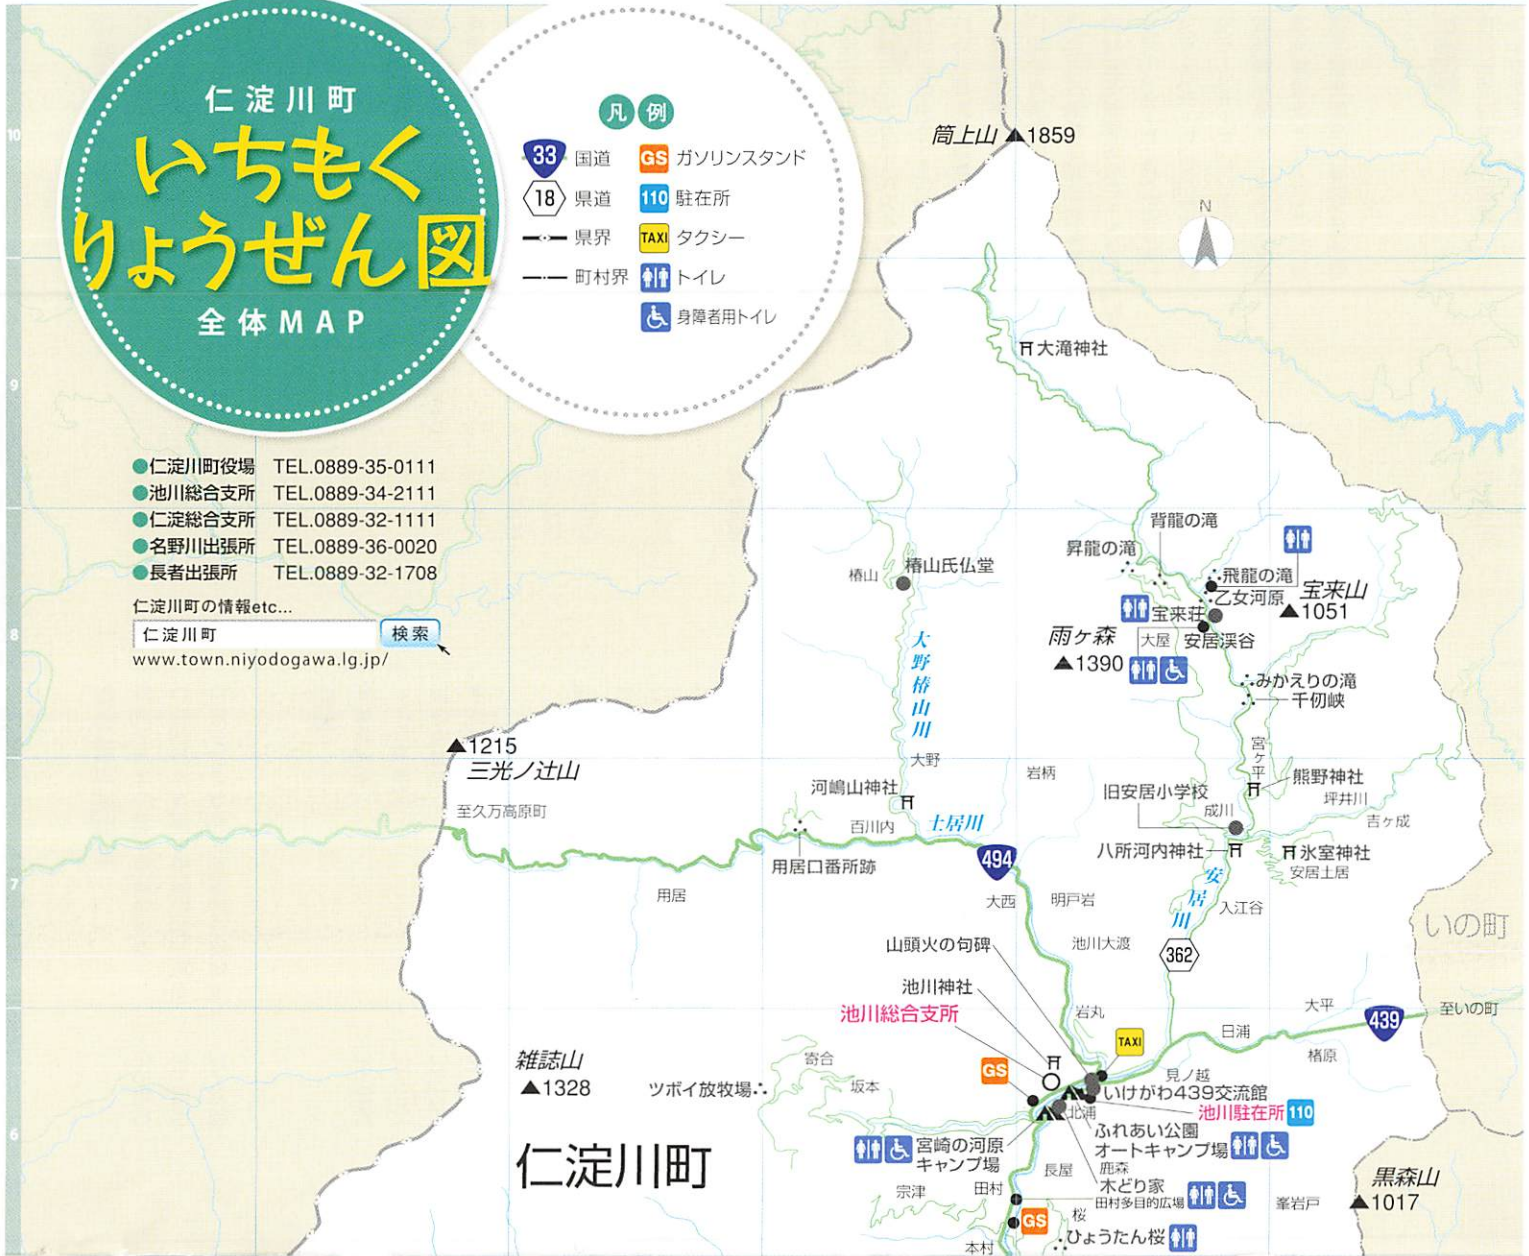 仁淀川町
いちもく
りょうぜん図
全体MAP
凡例
33 国道
18 県道
県界
町村界
GS ガソリンスタンド
110 駐在所
TAXI タクシー
トイレ
身障者用トイレ
●仁淀川町役場 TEL.0889-35-0111
●池川総合支所 TEL.0889-34-2111
●仁淀総合支所 TEL.0889-32-1111
●名野川出張所 TEL.0889-36-0020
●長者出張所 TEL.0889-32-1708
仁淀川町の情報etc...
仁淀川町 検索
www.town.niyodogawa.lg.jp/
10
9
8
7
6
筒上山 ▲1859
N
大滝神社
背龍の滝
昇龍の滝
飛龍の滝
乙女河原
宝来山
▲1051
宝来荘
椿山
椿山氏仏堂
雨ヶ森
▲1390
大屋
安居渓谷
みかえりの滝
千仞峡
大野椿山川
▲1215
三光ノ辻山
至久万高原町
大野
岩柄
宮ヶ平
河嶋山神社
旧安居小学校
熊野神社
坪井川
成川
吉ヶ成
百川内
土居川
八所河内神社
氷室神社
安居土居
用居口番所跡
494
用居
大西
明戸岩
安居川
入江谷
いの町
池川大渡
山頭火の句碑
362
池川神社
池川総合支所
岩丸
大平
439
至いの町
日浦
楮原
TAXI
雑誌山
▲1328
寄合
坂本
ツボイ放牧場
GS
見ノ越
いけがわ439交流館
池川駐在所 110
北浦
ふれあい公園
オートキャンプ場
宮崎の河原
キャンプ場
仁淀川町
長屋
鹿森
木どり家
田村多目的広場
宗津
田村
黒森山
▲1017
峯岩戸
GS
桜
ひょうたん桜
本村